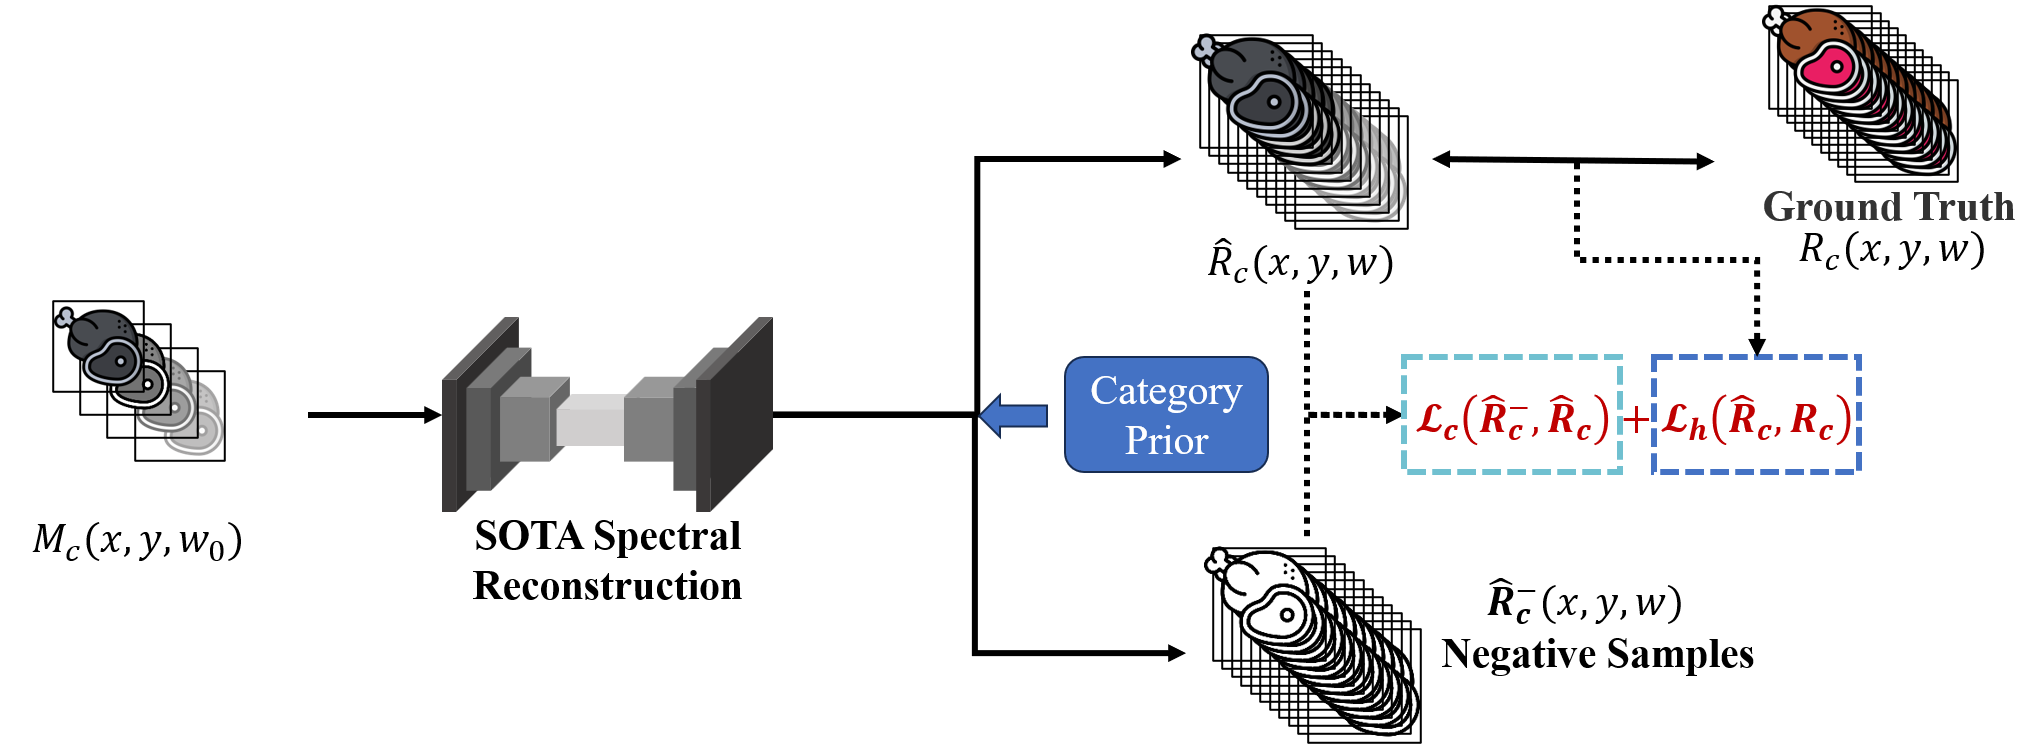 Ground Truth
R̂_c(x, y, w)
R_c(x, y, w)
Category
Prior
𝓛_c(R̂_c^−, R̂_c) + 𝓛_h(R̂_c, R_c)
M_c(x, y, w_0)
SOTA Spectral
Reconstruction
R̂_c^−(x, y, w)
Negative Samples